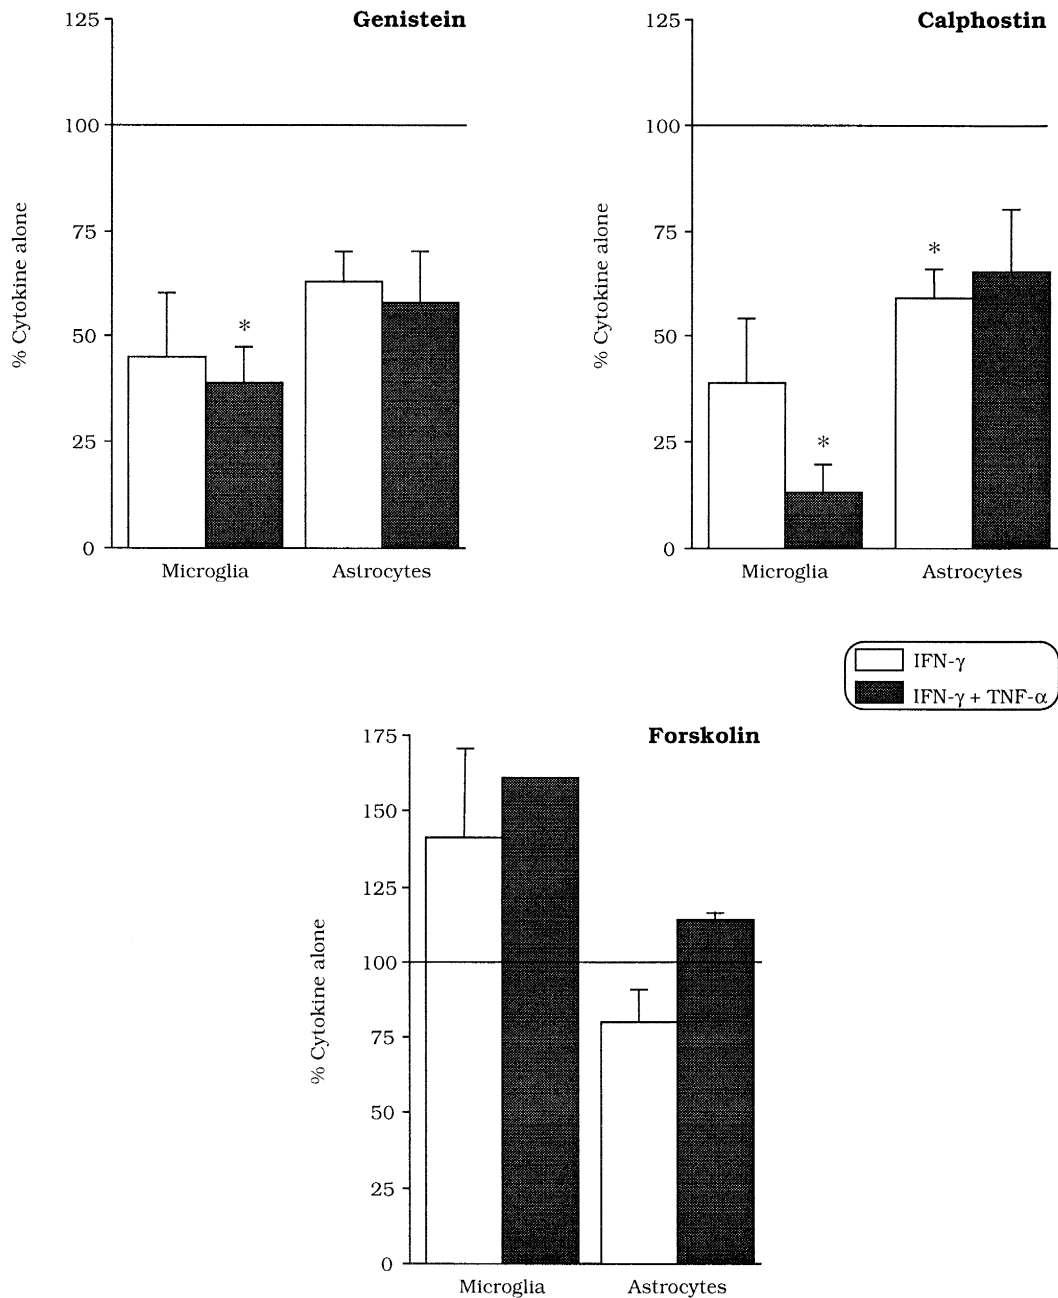 Genistein
125
100
75
50
25
0
% Cytokine alone
*
Microglia
Astrocytes
Calphostin
125
100
75
50
25
0
% Cytokine alone
*
*
Microglia
Astrocytes
IFN-γ
IFN-γ + TNF-α
Forskolin
175
150
125
100
75
50
25
0
% Cytokine alone
Microglia
Astrocytes